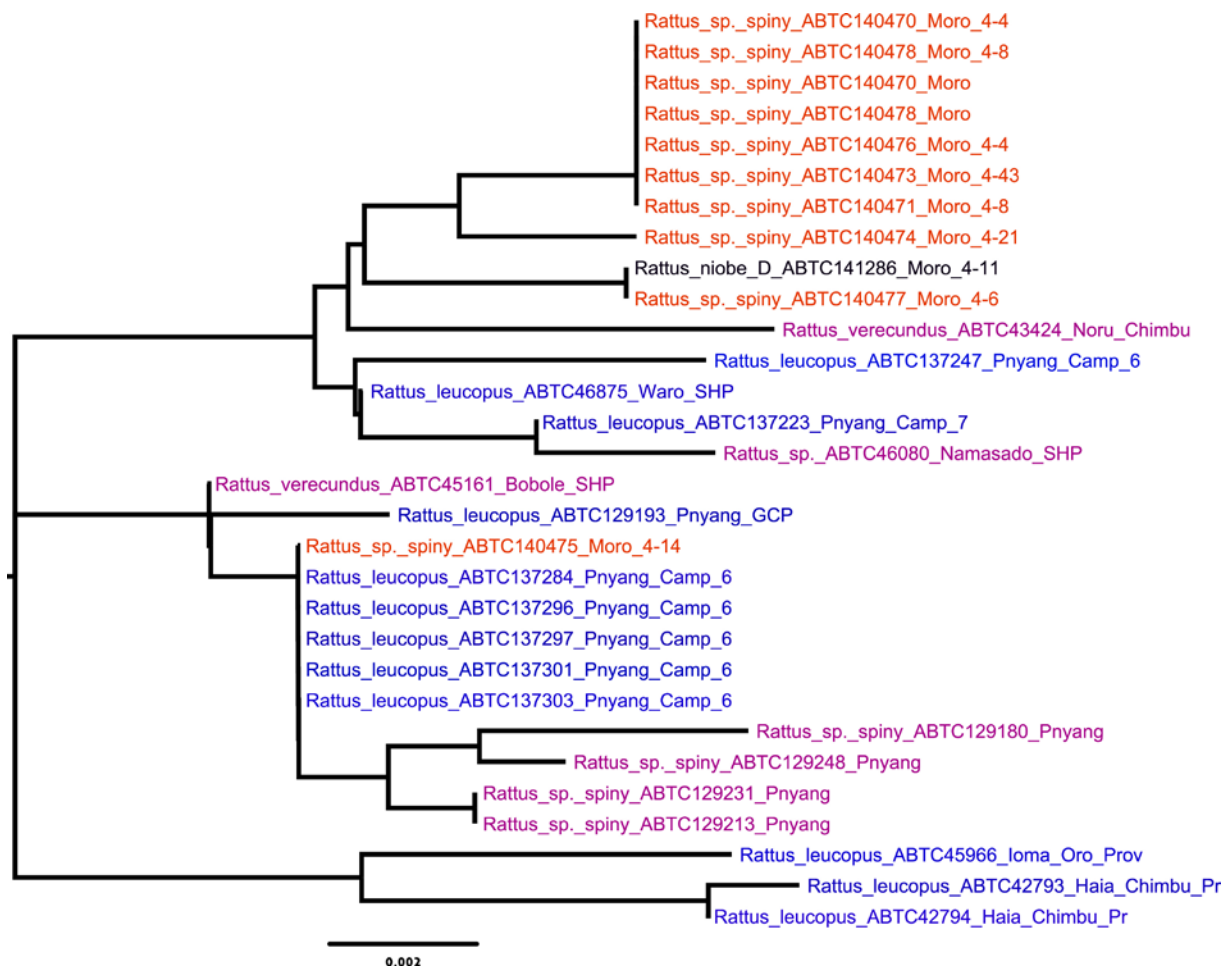 Rattus_sp._spiny_ABTC140470_Moro_4-4
Rattus_sp._spiny_ABTC140478_Moro_4-8
Rattus_sp._spiny_ABTC140470_Moro
Rattus_sp._spiny_ABTC140478_Moro
Rattus_sp._spiny_ABTC140476_Moro_4-4
Rattus_sp._spiny_ABTC140473_Moro_4-43
Rattus_sp._spiny_ABTC140471_Moro_4-8
Rattus_sp._spiny_ABTC140474_Moro_4-21
Rattus_niobe_D_ABTC141286_Moro_4-11
Rattus_sp._spiny_ABTC140477_Moro_4-6
Rattus_verecundus_ABTC43424_Noru_Chimbu
Rattus_leucopus_ABTC137247_Pnyang_Camp_6
Rattus_leucopus_ABTC46875_Waro_SHP
Rattus_leucopus_ABTC137223_Pnyang_Camp_7
Rattus_sp._ABTC46080_Namasado_SHP
Rattus_verecundus_ABTC45161_Bobole_SHP
Rattus_leucopus_ABTC129193_Pnyang_GCP
Rattus_sp._spiny_ABTC140475_Moro_4-14
Rattus_leucopus_ABTC137284_Pnyang_Camp_6
Rattus_leucopus_ABTC137296_Pnyang_Camp_6
Rattus_leucopus_ABTC137297_Pnyang_Camp_6
Rattus_leucopus_ABTC137301_Pnyang_Camp_6
Rattus_leucopus_ABTC137303_Pnyang_Camp_6
Rattus_sp._spiny_ABTC129180_Pnyang
Rattus_sp._spiny_ABTC129248_Pnyang
Rattus_sp._spiny_ABTC129231_Pnyang
Rattus_sp._spiny_ABTC129213_Pnyang
Rattus_leucopus_ABTC45966_Ioma_Oro_Prov
Rattus_leucopus_ABTC42793_Haia_Chimbu_Pr
Rattus_leucopus_ABTC42794_Haia_Chimbu_Pr
0.002